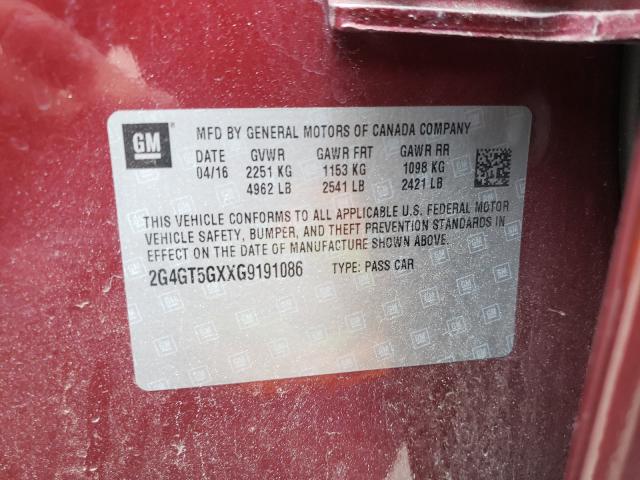 GM
MFD BY GENERAL MOTORS OF CANADA COMPANY
DATE GVWR GAWR FRT GAWR RR
04/16 2251 KG 1153 KG 1098 KG
4962 LB 2541 LB 2421 LB
THIS VEHICLE CONFORMS TO ALL APPLICABLE U.S. FEDERAL MOTOR
VEHICLE SAFETY, BUMPER, AND THEFT PREVENTION STANDARDS IN
EFFECT ON THE DATE OF MANUFACTURE SHOWN ABOVE.
2G4GT5GXXG9191086 TYPE: PASS CAR